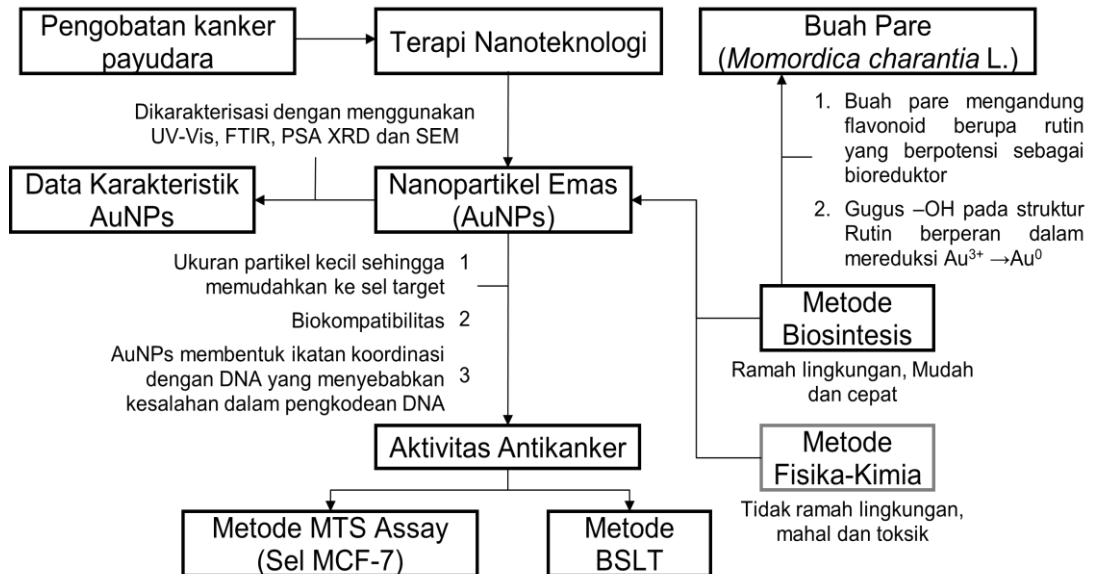 Pengobatan kanker
payudara
Terapi Nanoteknologi
Buah Pare
(Momordica charantia L.)
Dikarakterisasi dengan menggunakan
UV-Vis, FTIR, PSA XRD dan SEM
1. Buah pare mengandung
flavonoid berupa rutin
yang berpotensi sebagai
bioreduktor
2. Gugus –OH pada struktur
Rutin berperan dalam
mereduksi Au³⁺ →Au⁰
Data Karakteristik
AuNPs
Nanopartikel Emas
(AuNPs)
Ukuran partikel kecil sehingga 1
memudahkan ke sel target
Biokompatibilitas 2
AuNPs membentuk ikatan koordinasi
dengan DNA yang menyebabkan 3
kesalahan dalam pengkodean DNA
Metode
Biosintesis
Ramah lingkungan, Mudah
dan cepat
Aktivitas Antikanker
Metode
Fisika-Kimia
Tidak ramah lingkungan,
mahal dan toksik
Metode MTS Assay
(Sel MCF-7)
Metode
BSLT